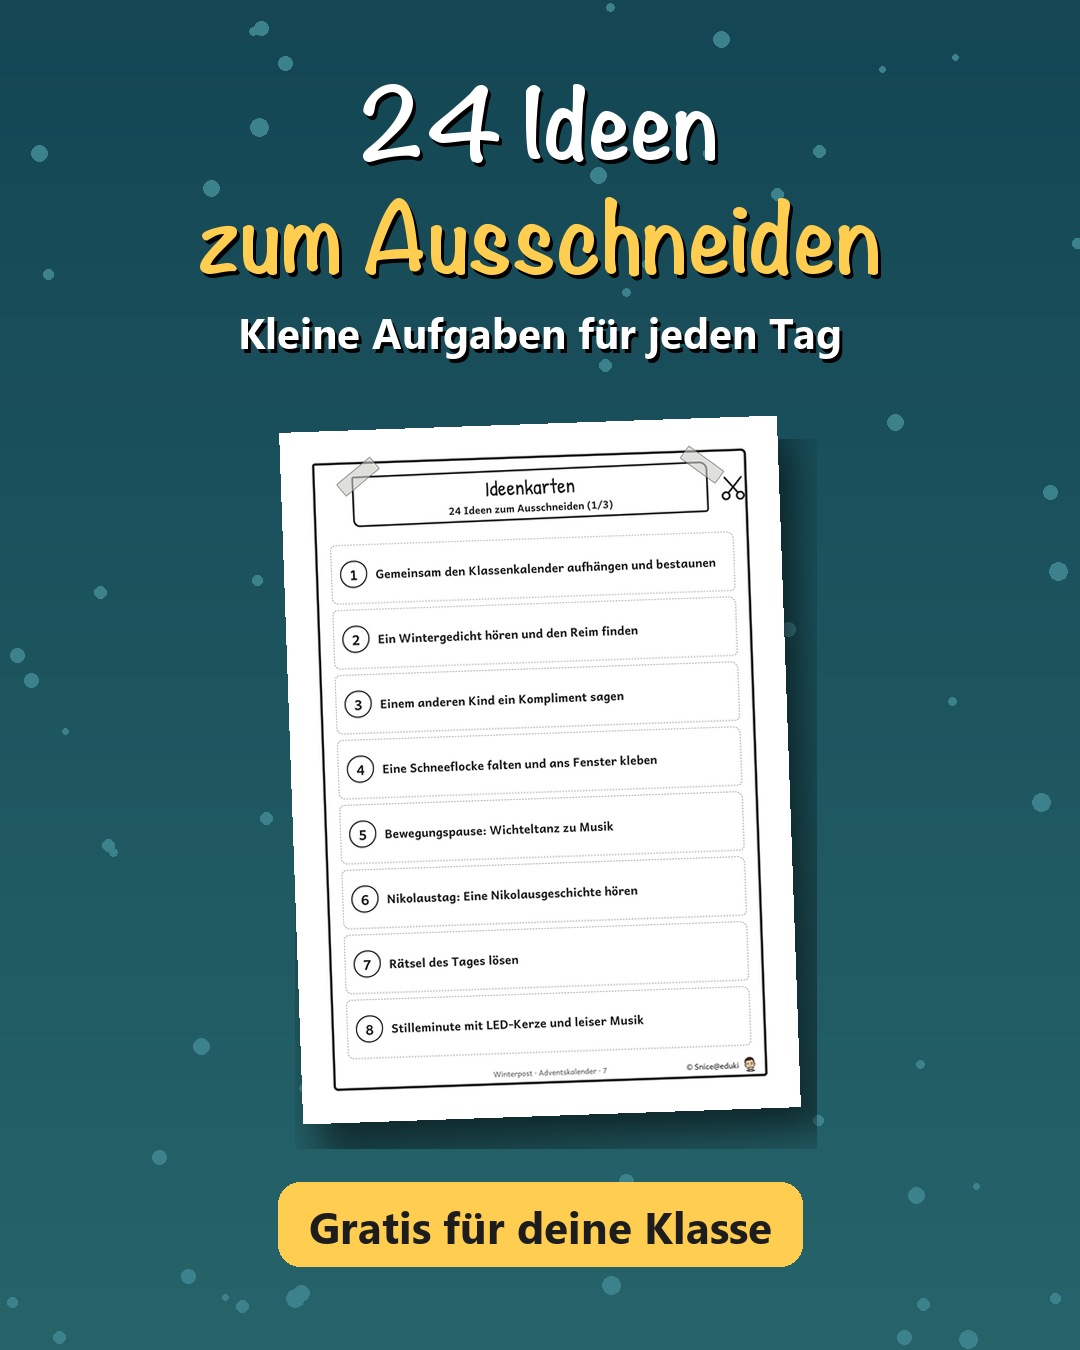 24 Ideen
zum Ausschneiden
Kleine Aufgaben für jeden Tag
Ideenkarten
24 Ideen zum Ausschneiden (1/3)
1 Gemeinsam den Klassenkalender aufhängen und bestaunen
2 Ein Wintergedicht hören und den Reim finden
3 Einem anderen Kind ein Kompliment sagen
4 Eine Schneeflocke falten und ans Fenster kleben
5 Bewegungspause: Wichteltanz zu Musik
6 Nikolaustag: Eine Nikolausgeschichte hören
7 Rätsel des Tages lösen
8 Stilleminute mit LED-Kerze und leiser Musik
Winterpost - Adventskalender - 7
© Snice@eduki
Gratis für deine Klasse